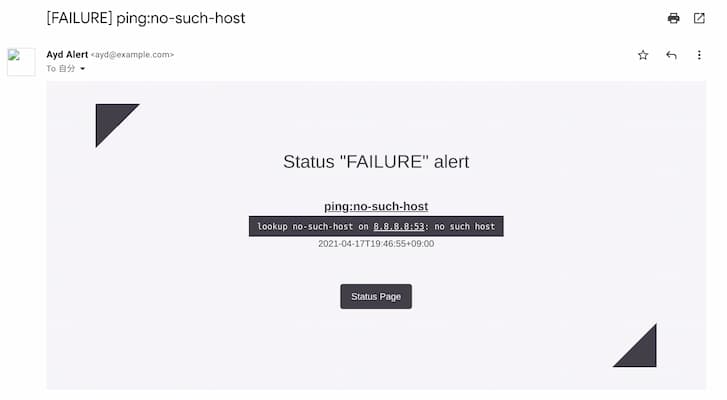 [FAILURE] ping:no-such-host
Ayd Alert <ayd@example.com>
To 自分
Status "FAILURE" alert
ping:no-such-host
lookup no-such-host on 8.8.8.8:53: no such host
2021-04-17T19:46:55+09:00
Status Page